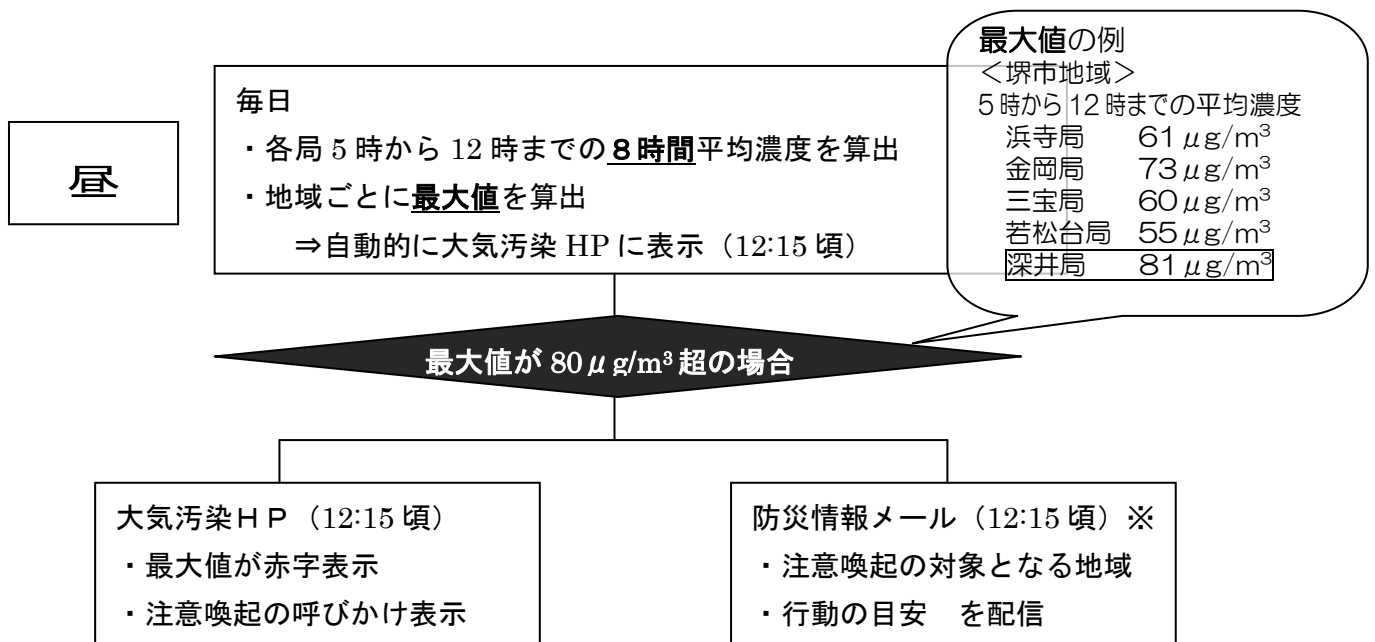 昼
毎日
・各局5時から12時までの８時間平均濃度を算出
・地域ごとに最大値を算出
⇒自動的に大気汚染HPに表示（12:15頃）
最大値の例
＜堺市地域＞
5時から12時までの平均濃度
浜寺局　61μg/m³
金岡局　73μg/m³
三宝局　60μg/m³
若松台局　55μg/m³
深井局　81μg/m³
最大値が80μg/m³超の場合
大気汚染ＨＰ（12:15頃）
・最大値が赤字表示
・注意喚起の呼びかけ表示
防災情報メール（12:15頃）※
・注意喚起の対象となる地域
・行動の目安　を配信